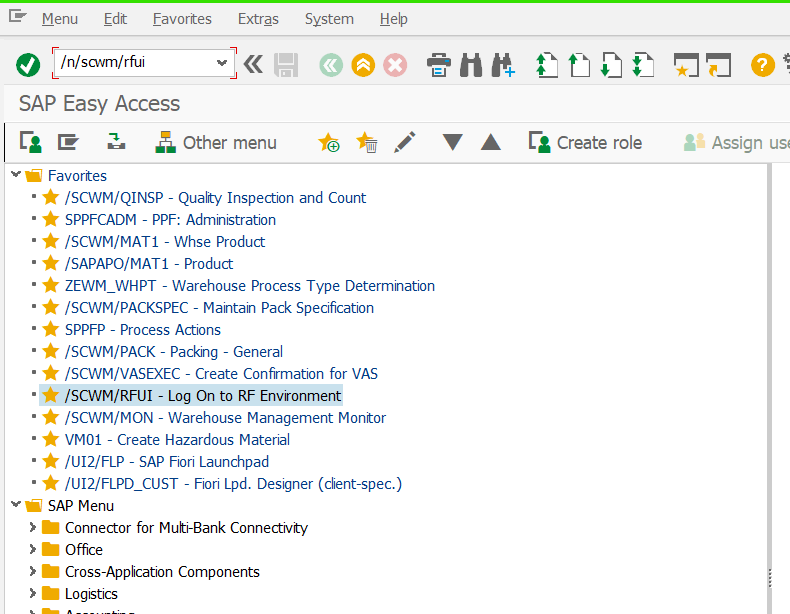 Menu Edit Favorites Extras System Help
/n/scwm/rfui
SAP Easy Access
Other menu Create role Assign use
Favorites
/SCWM/QINSP - Quality Inspection and Count
SPPFCADM - PPF: Administration
/SCWM/MAT1 - Whse Product
/SAPAPO/MAT1 - Product
ZEWM_WHPT - Warehouse Process Type Determination
/SCWM/PACKSPEC - Maintain Pack Specification
SPPFP - Process Actions
/SCWM/PACK - Packing - General
/SCWM/VASEXEC - Create Confirmation for VAS
/SCWM/RFUI - Log On to RF Environment
/SCWM/MON - Warehouse Management Monitor
VM01 - Create Hazardous Material
/UI2/FLP - SAP Fiori Launchpad
/UI2/FLPD_CUST - Fiori Lpd. Designer (client-spec.)
SAP Menu
Connector for Multi-Bank Connectivity
Office
Cross-Application Components
Logistics
Accounting